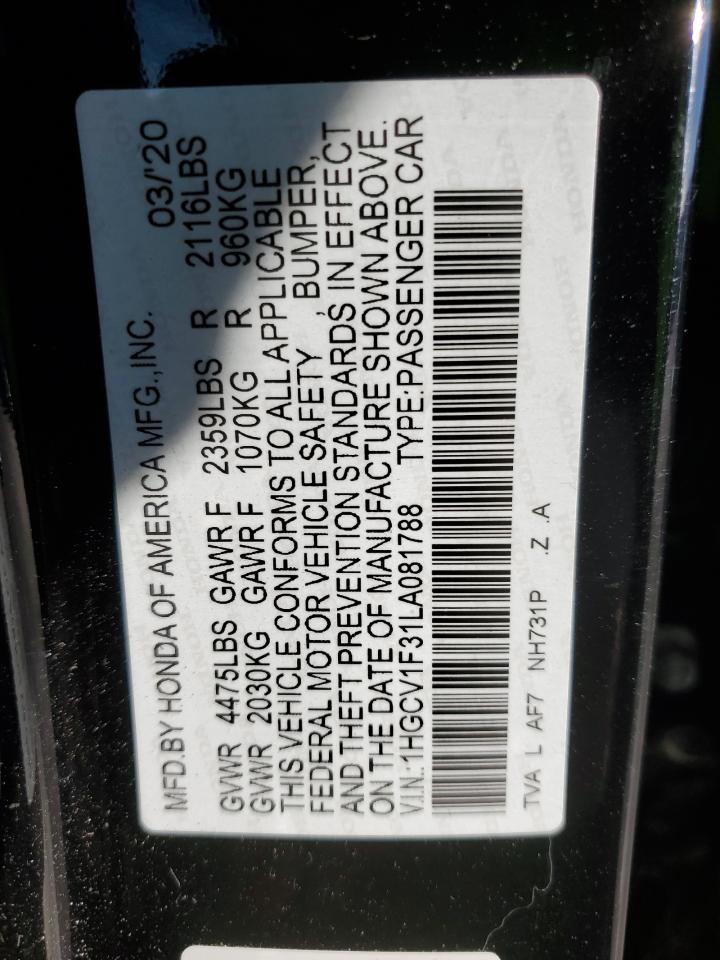 MFD.BY HONDA OF AMERICA MFG.,INC. 03/'20
GVWR 4475LBS GAWR F 2359LBS R 2116LBS
GVWR 2030KG GAWR F 1070KG R 960KG
THIS VEHICLE CONFORMS TO ALL APPLICABLE
FEDERAL MOTOR VEHICLE SAFETY , BUMPER,
AND THEFT PREVENTION STANDARDS IN EFFECT
ON THE DATE OF MANUFACTURE SHOWN ABOVE.
V.I.N.:1HGCV1F31LA081788 TYPE:PASSENGER CAR
TVA L AF7 NH731P .Z .A